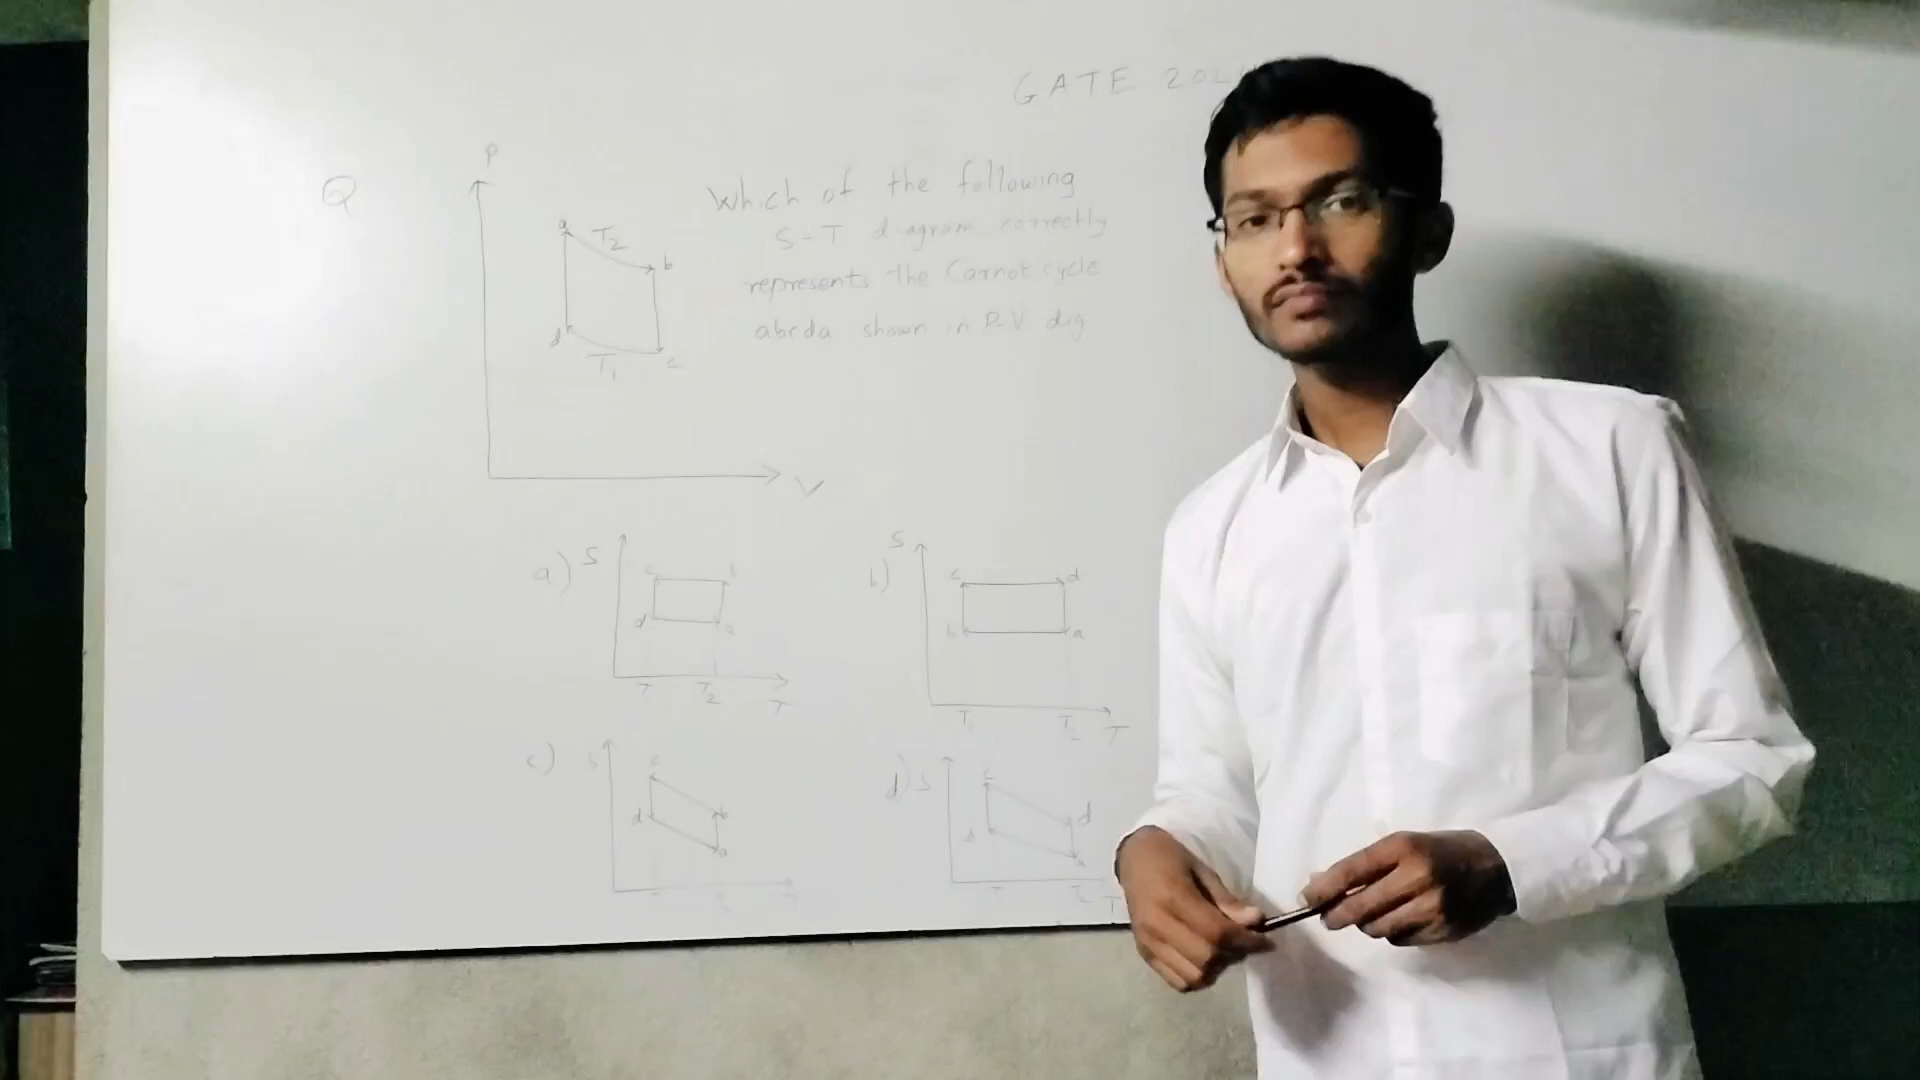 GATE 202
Q
P
Which of the following
S-T diagram correctly
represents the Carnot cycle
abcda shown in P-V dig
a
T2
b
d
T1
c
V
a) S
c
b
d
a
T
T2
T
b) S
c
d
b
a
T1
T2
T
c) S
c
b
d
a
d) S
c
d
b
a
T
T2
T